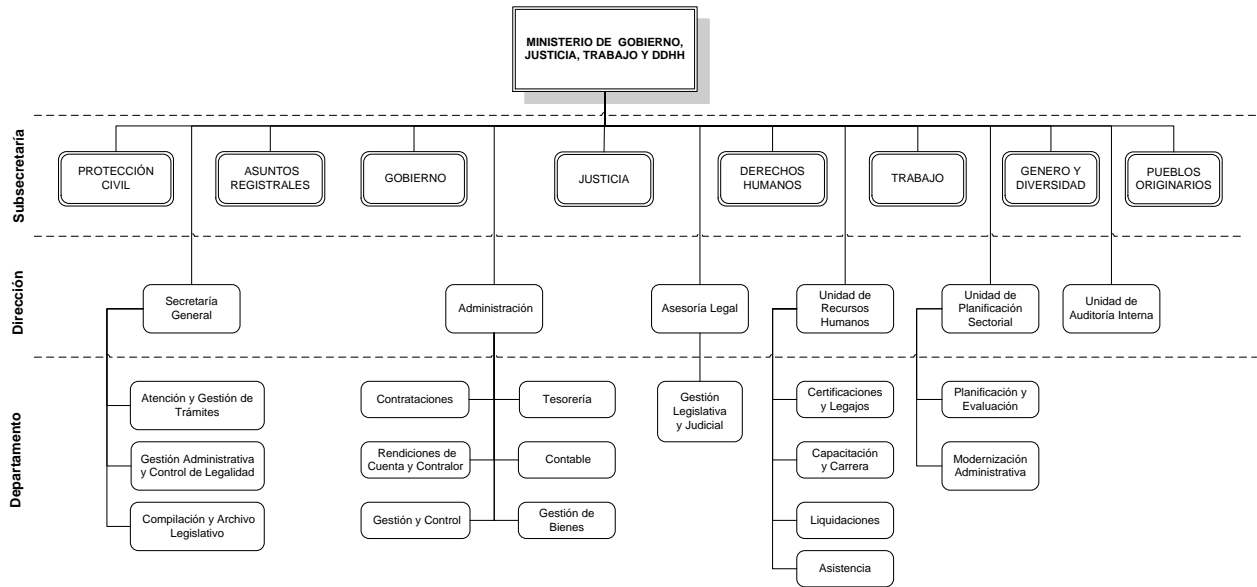 MINISTERIO DE GOBIERNO,
JUSTICIA, TRABAJO Y DDHH
Subsecretaría
PROTECCIÓN
CIVIL
ASUNTOS
REGISTRALES
GOBIERNO
JUSTICIA
DERECHOS
HUMANOS
TRABAJO
GENERO Y
DIVERSIDAD
PUEBLOS
ORIGINARIOS
Dirección
Secretaría
General
Administración
Asesoría Legal
Unidad de
Recursos
Humanos
Unidad de
Planificación
Sectorial
Unidad de
Auditoría Interna
Departamento
Atención y Gestión de
Trámites
Gestión Administrativa
y Control de Legalidad
Compilación y Archivo
Legislativo
Contrataciones
Tesorería
Rendiciones de
Cuenta y Contralor
Contable
Gestión y Control
Gestión de
Bienes
Gestión
Legislativa
y Judicial
Certificaciones
y Legajos
Capacitación
y Carrera
Liquidaciones
Asistencia
Planificación y
Evaluación
Modernización
Administrativa